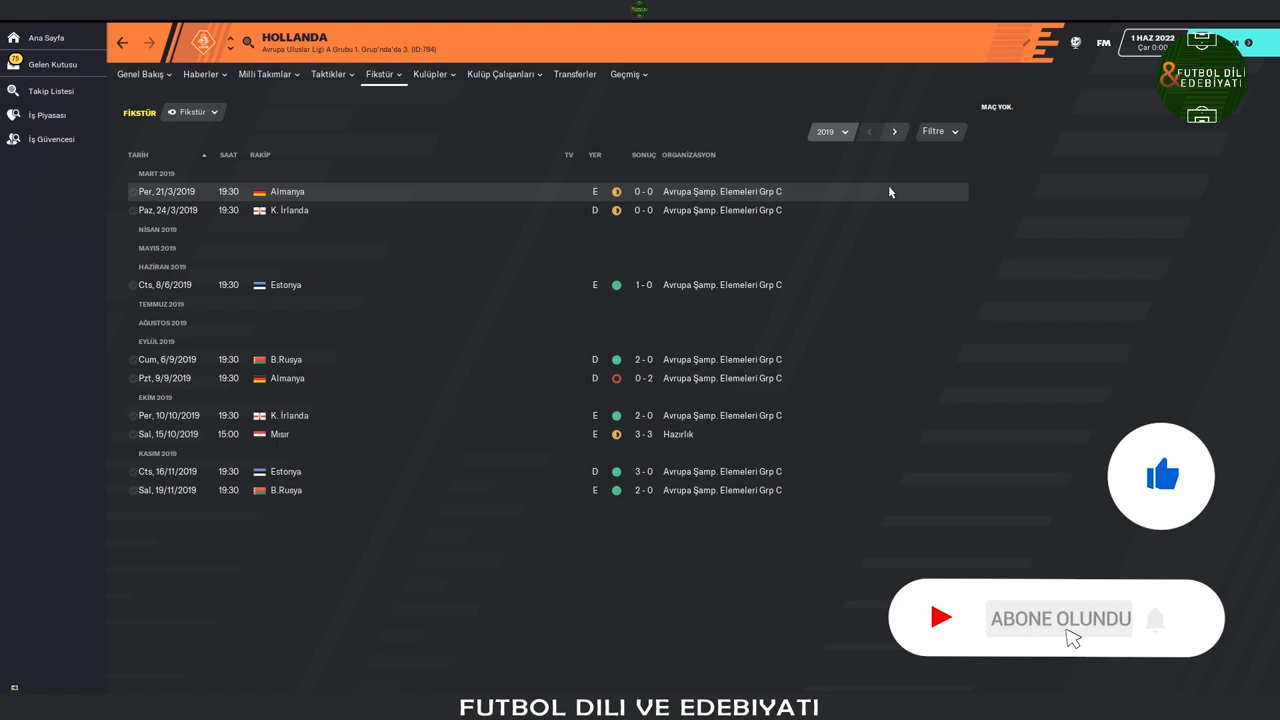 Ana Sayfa
75
Gelen Kutusu
Takip Listesi
İş Piyasası
İş Güvencesi
HOLLANDA
Avrupa Uluslar Ligi A Grubu 1. Grup'nda'da 3. (ID:784)
FM
1 HAZ 2022
Çar 0:00
M
&FUTBOL DİLİ
EDEBİYATI
Genel Bakış Haberler Milli Takımlar Taktikler Fikstür Kulüpler Kulüp Çalışanları Transferler Geçmiş
FİKSTÜR Fikstür
MAÇ YOK.
2019 Filtre
TARİH SAAT RAKİP TV YER SONUÇ ORGANİZASYON
MART 2019
Per, 21/3/2019 19:30 Almanya E 0 - 0 Avrupa Şamp. Elemeleri Grp C
Paz, 24/3/2019 19:30 K. İrlanda D 0 - 0 Avrupa Şamp. Elemeleri Grp C
NİSAN 2019
MAYIS 2019
HAZİRAN 2019
Cts, 8/6/2019 19:30 Estonya E 1 - 0 Avrupa Şamp. Elemeleri Grp C
TEMMUZ 2019
AĞUSTOS 2019
EYLÜL 2019
Cum, 6/9/2019 19:30 B.Rusya D 2 - 0 Avrupa Şamp. Elemeleri Grp C
Pzt, 9/9/2019 19:30 Almanya D 0 - 2 Avrupa Şamp. Elemeleri Grp C
EKİM 2019
Per, 10/10/2019 19:30 K. İrlanda E 2 - 0 Avrupa Şamp. Elemeleri Grp C
Sal, 15/10/2019 15:00 Mısır E 3 - 3 Hazırlık
KASIM 2019
Cts, 16/11/2019 19:30 Estonya D 3 - 0 Avrupa Şamp. Elemeleri Grp C
Sal, 19/11/2019 19:30 B.Rusya E 2 - 0 Avrupa Şamp. Elemeleri Grp C
ABONE OLUNDU
FUTBOL DILI VE EDEBIYATI